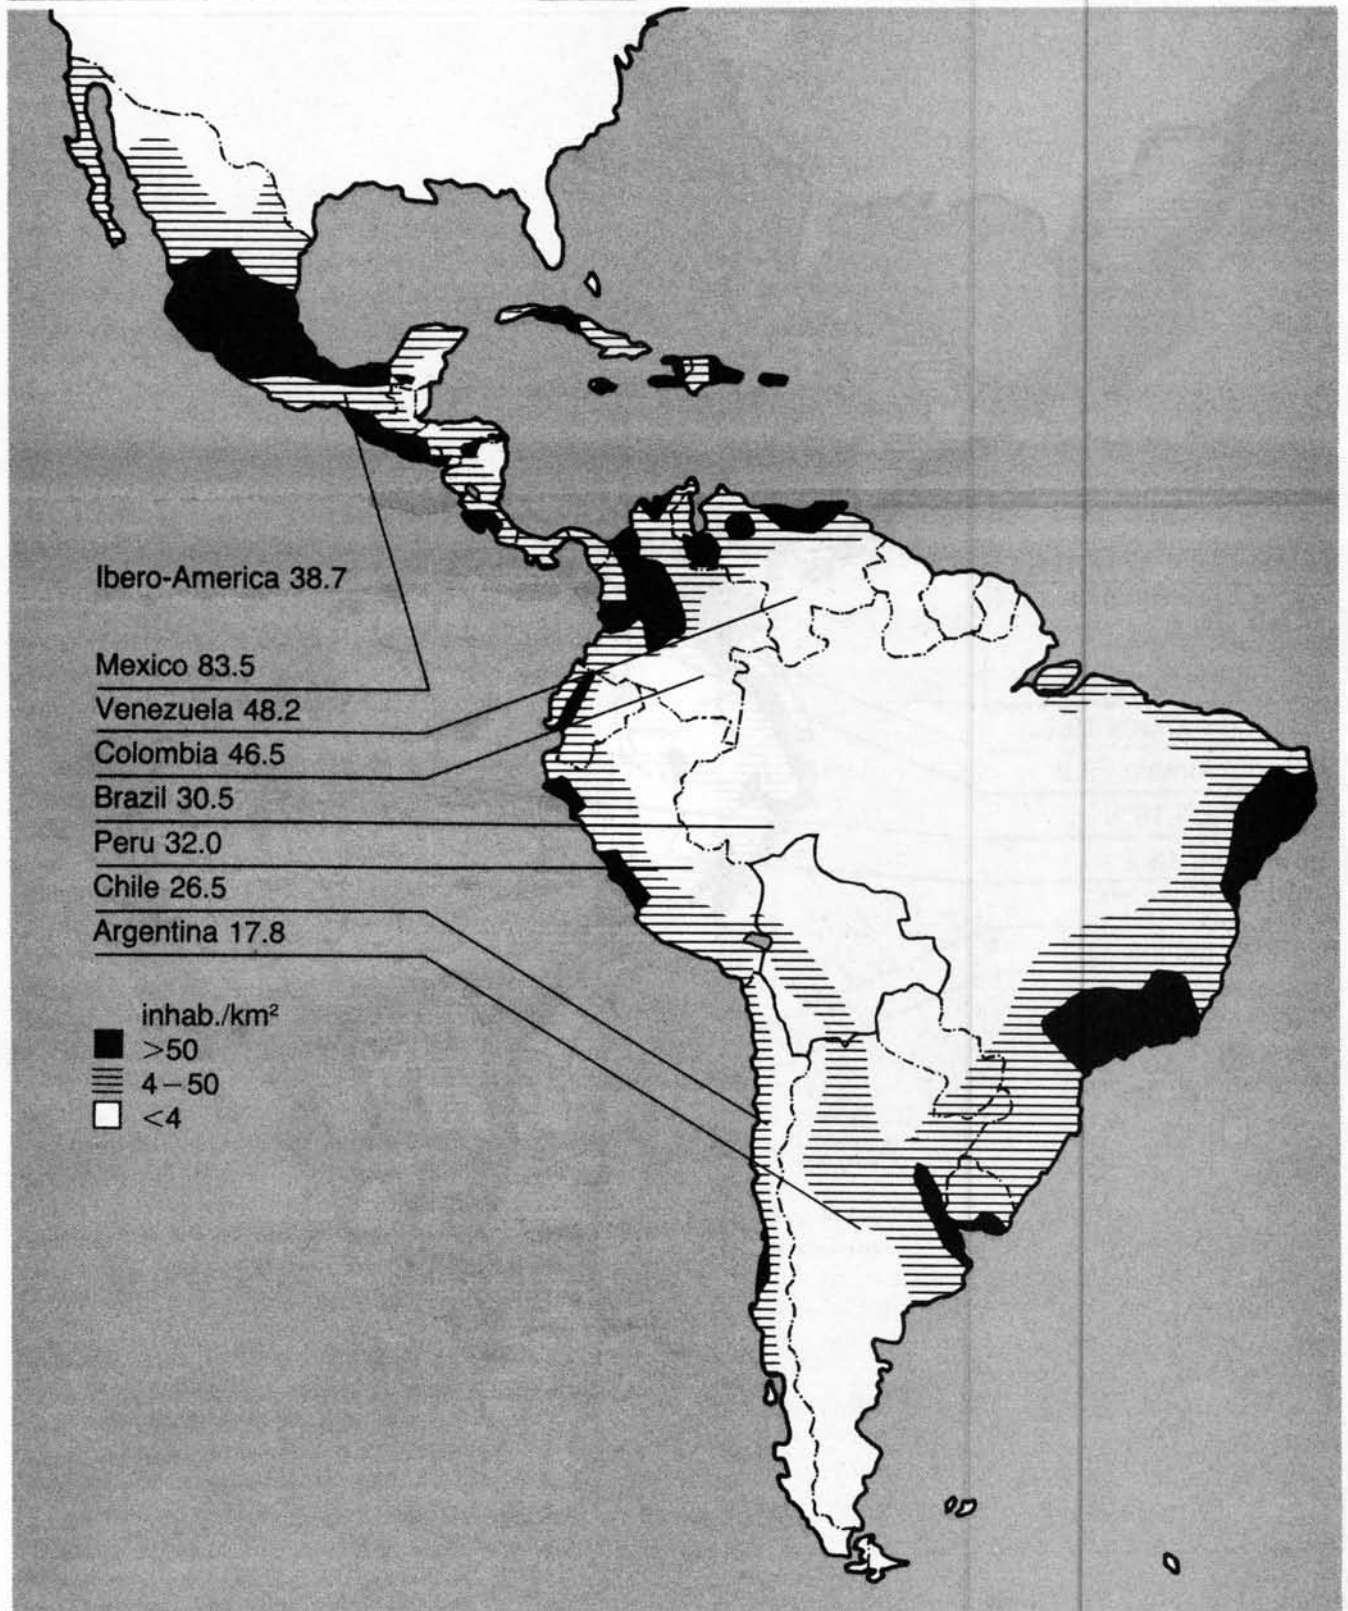 Ibero-America 38.7
Mexico 83.5
Venezuela 48.2
Colombia 46.5
Brazil 30.5
Peru 32.0
Chile 26.5
Argentina 17.8
inhab./km²
>50
4–50
<4